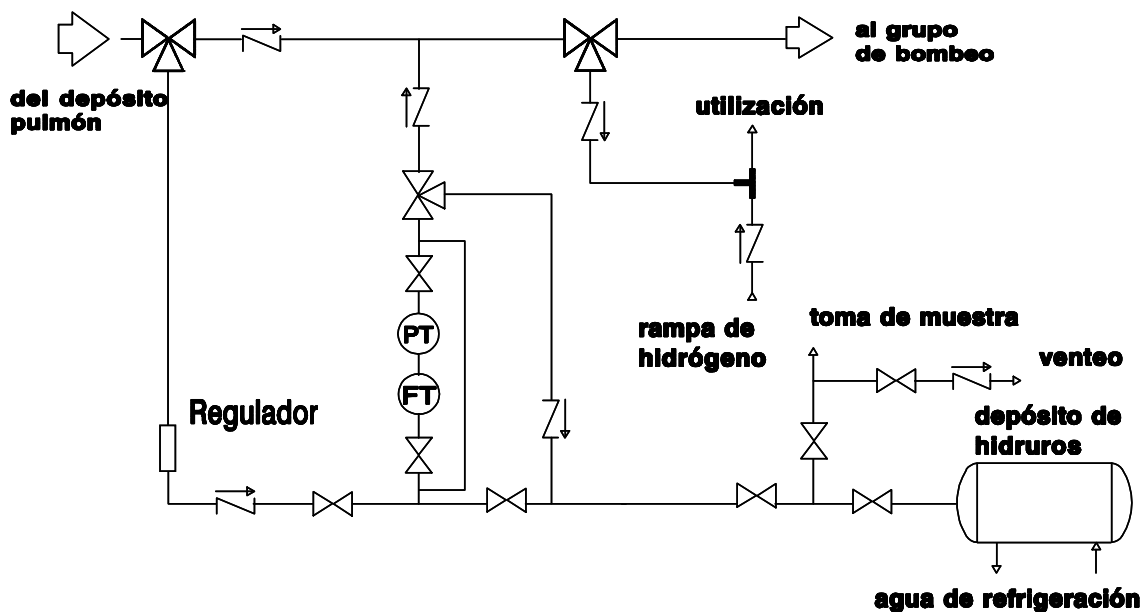 al grupo
de bombeo
del depósito
pulmón
utilización
rampa de
hidrógeno
toma de muestra
venteo
PT
FT
Regulador
depósito de
hidruros
agua de refrigeración